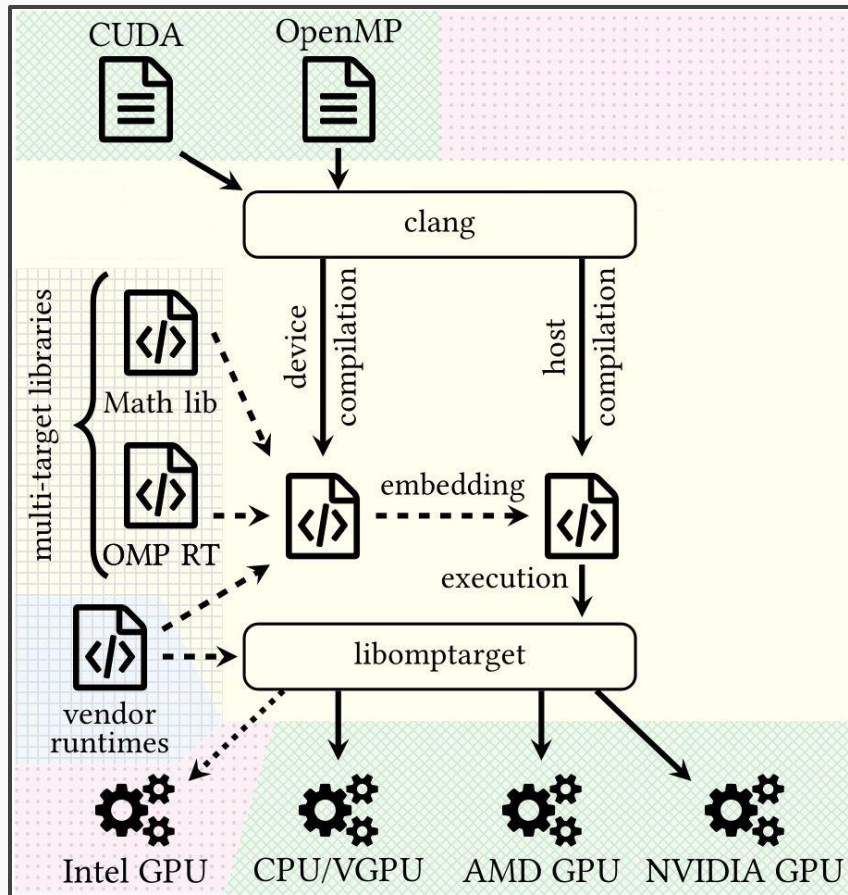 CUDA
OpenMP
clang
device
compilation
host
compilation
multi-target libraries
Math lib
OMP RT
embedding
execution
libomptarget
vendor
runtimes
Intel GPU
CPU/VGPU
AMD GPU
NVIDIA GPU